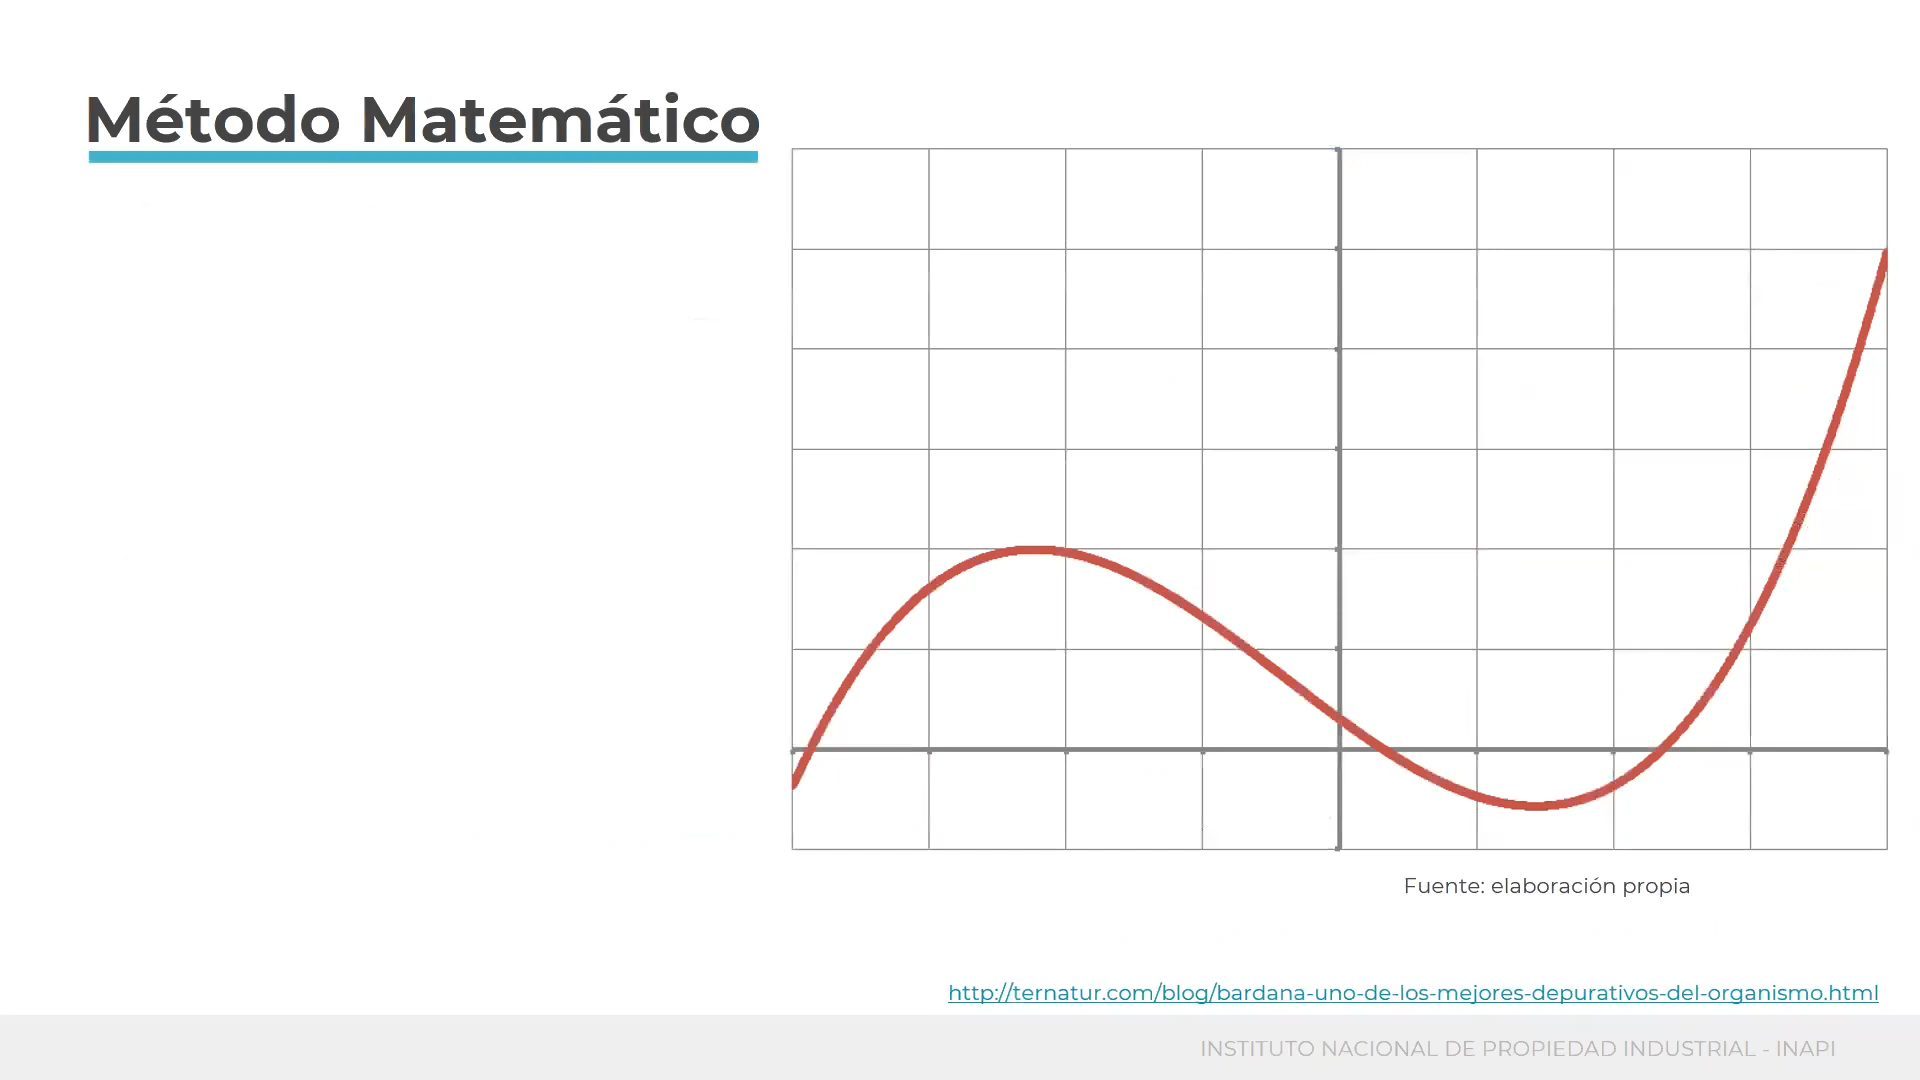 Método Matemático
Fuente: elaboración propia
http://ternatur.com/blog/bardana-uno-de-los-mejores-depurativos-del-organismo.html
INSTITUTO NACIONAL DE PROPIEDAD INDUSTRIAL - INAPI